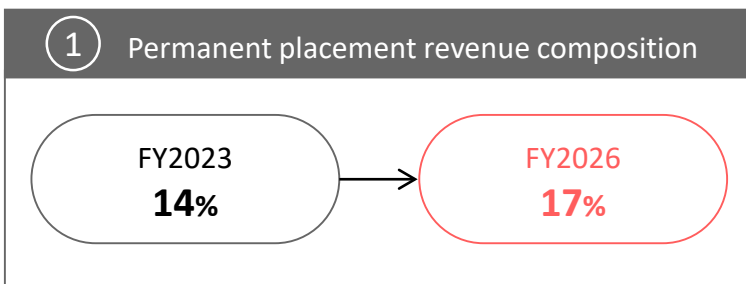 1 Permanent placement revenue composition
FY2023
14%
FY2026
17%